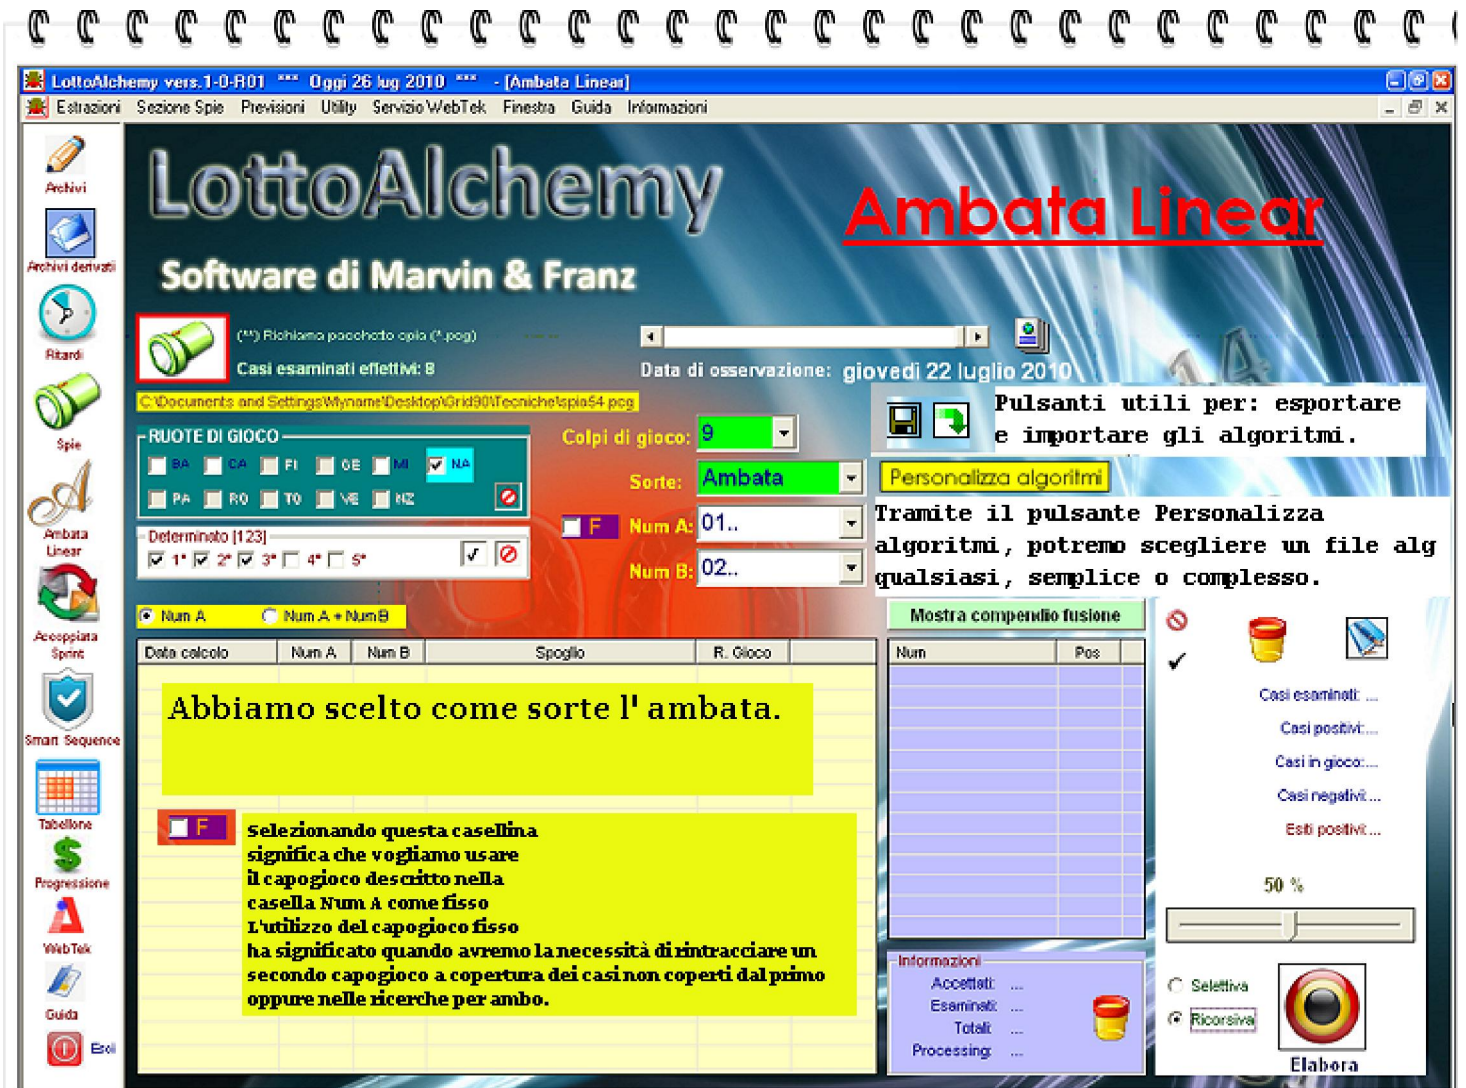 LottoAlchemy vers.1-0-R01 *** Oggi 26 lug 2010 *** - [Ambata Linear]
Estrazioni Sezione Spie Previsioni Utility Servizio WebTek Finestra Guida Informazioni
Archivi
Archivi derivati
Ritardi
Spie
Ambata
Linear
Accoppiata
Sprint
Smart Sequence
Tabellone
Progressione
WebTek
Guida
Esci
LottoAlchemy
Ambata Linear
Software di Marvin & Franz
(**) Richiamo pacchetto spia (*.pcg)
Casi esaminati effettivi: 8
Data di osservazione: giovedì 22 luglio 2010
C:\Documents and Settings\Myname\Desktop\Grid90\Tecniche\spia54.pcg
RUOTE DI GIOCO
BA CA FI GE MI NA
PA RO TO VE NZ
Determinato [123]
1° 2° 3° 4° 5°
Colpi di gioco: 9
Sorte: Ambata
F Num A: 01..
Num B: 02..
Pulsanti utili per: esportare
e importare gli algoritmi.
Personalizza algoritmi
Tramite il pulsante Personalizza
algoritmi, potremo scegliere un file alg
qualsiasi, semplice o complesso.
Num A Num A + Num B
Mostra compendio fusione
Data calcolo Num A Num B Spoglio R. Gioco
Num Pos
Abbiamo scelto come sorte l' ambata.
F
Selezionando questa casellina
significa che vogliamo usare
il capogioco descritto nella
casella Num A come fisso
L'utilizzo del capogioco fisso
ha significato quando avremo la necessità di rintracciare un
secondo capogioco a copertura dei casi non coperti dal primo
oppure nelle ricerche per ambo.
Casi esaminati: ...
Casi positivi:...
Casi in gioco:...
Casi negativi:...
Esiti positivi:...
50 %
Informazioni
Accettati: ...
Esaminati: ...
Totali: ...
Processing: ...
Selettiva
Ricorsiva
Elabora